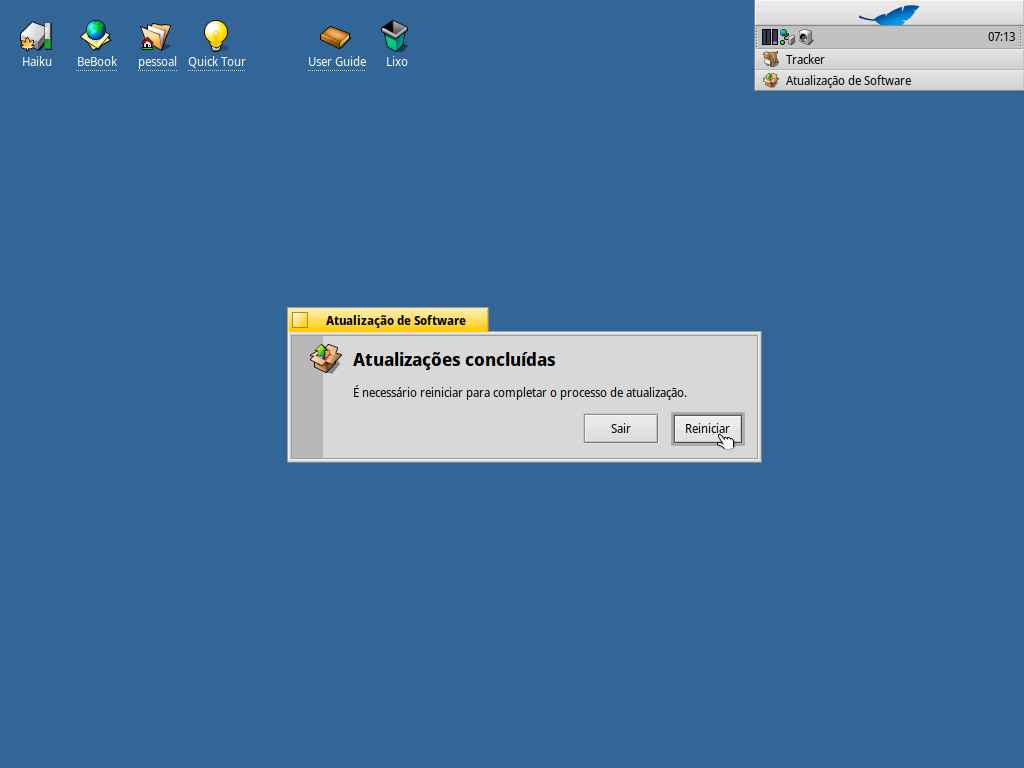 Haiku
BeBook
pessoal
Quick Tour
User Guide
Lixo
07:13
Tracker
Atualização de Software
Atualização de Software
Atualizações concluídas
É necessário reiniciar para completar o processo de atualização.
Sair
Reiniciar